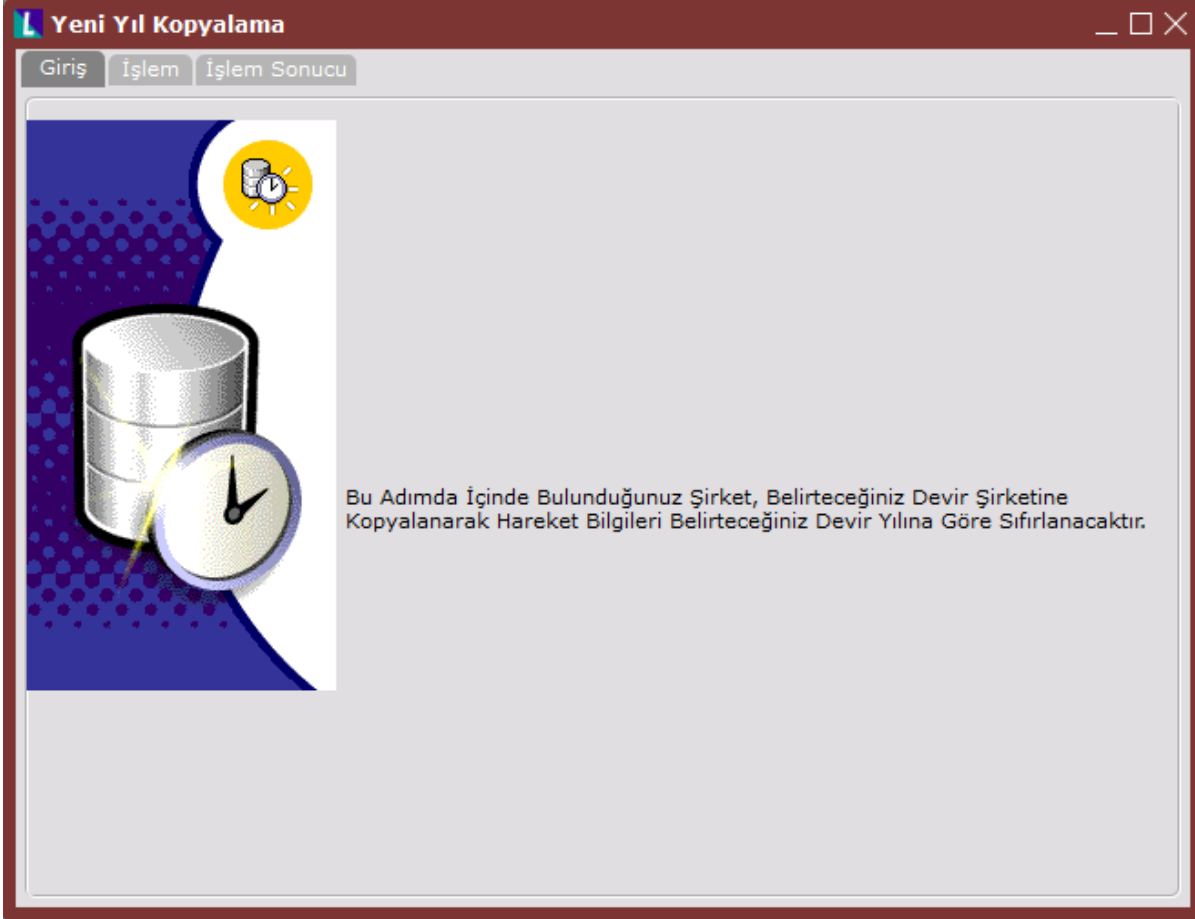 Yeni Yıl Kopyalama
Giriş İşlem İşlem Sonucu
Bu Adımda İçinde Bulunduğunuz Şirket, Belirteceğiniz Devir Şirketine
Kopyalanarak Hareket Bilgileri Belirteceğiniz Devir Yılına Göre Sıfırlanacaktır.